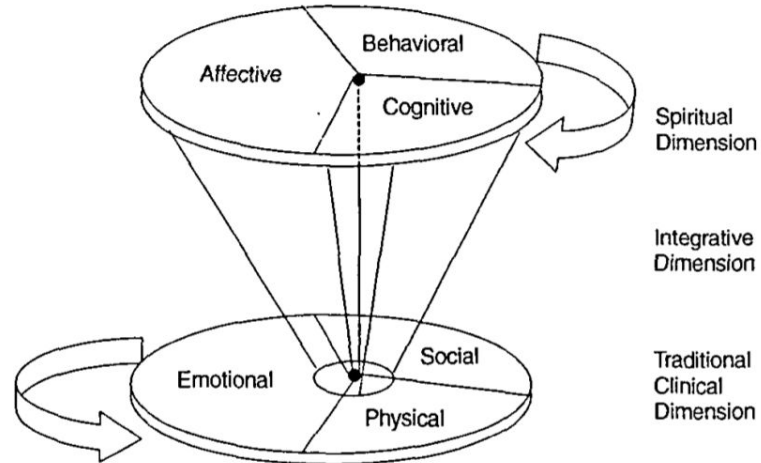 Behavioral
Affective
Cognitive
Spiritual
Dimension
Integrative
Dimension
Social
Emotional
Physical
Traditional
Clinical
Dimension